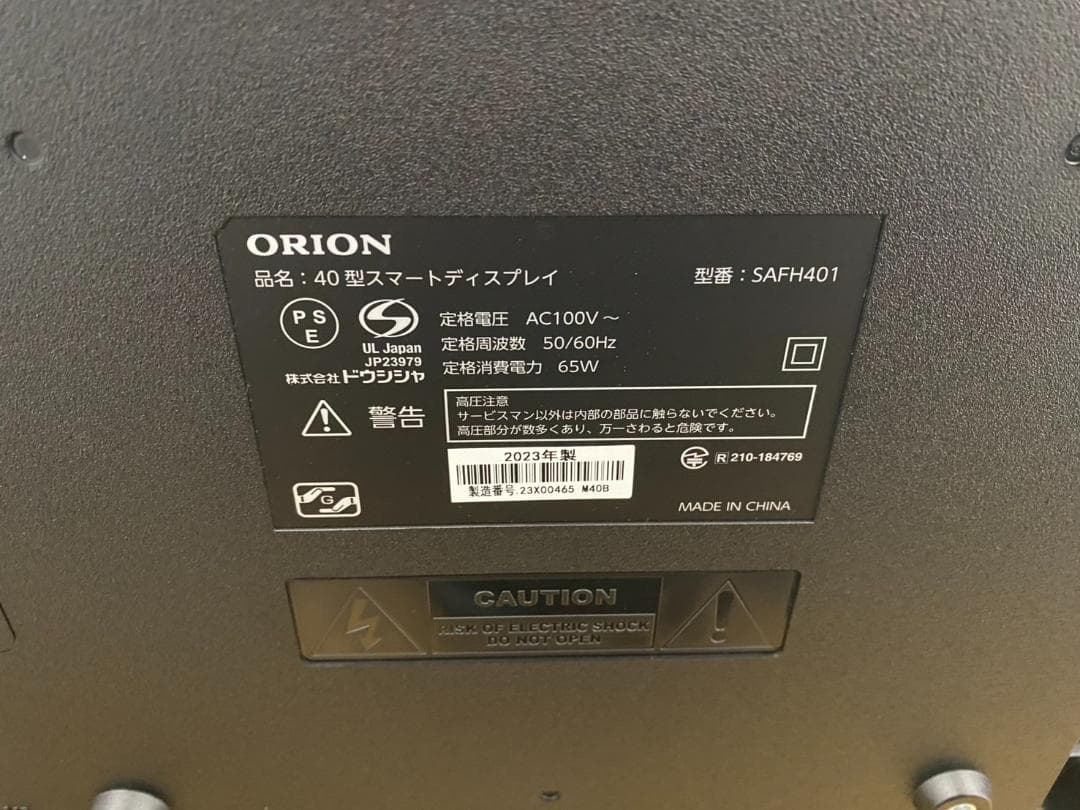 ORION
品名：40 型スマートディスプレイ
型番：SAFH401
P S E
UL Japan
JP23979
株式会社ドウシシャ
定格電圧 AC100V～
定格周波数 50/60Hz
定格消費電力 65W
警告
高圧注意
サービスマン以外は内部の部品に触らないでください。
高圧部分が数多くあり、万一さわると危険です。
2023年製
製造番号.23X00465 M40B
R 210-184769
G
MADE IN CHINA
CAUTION
RISK OF ELECTRIC SHOCK
DO NOT OPEN